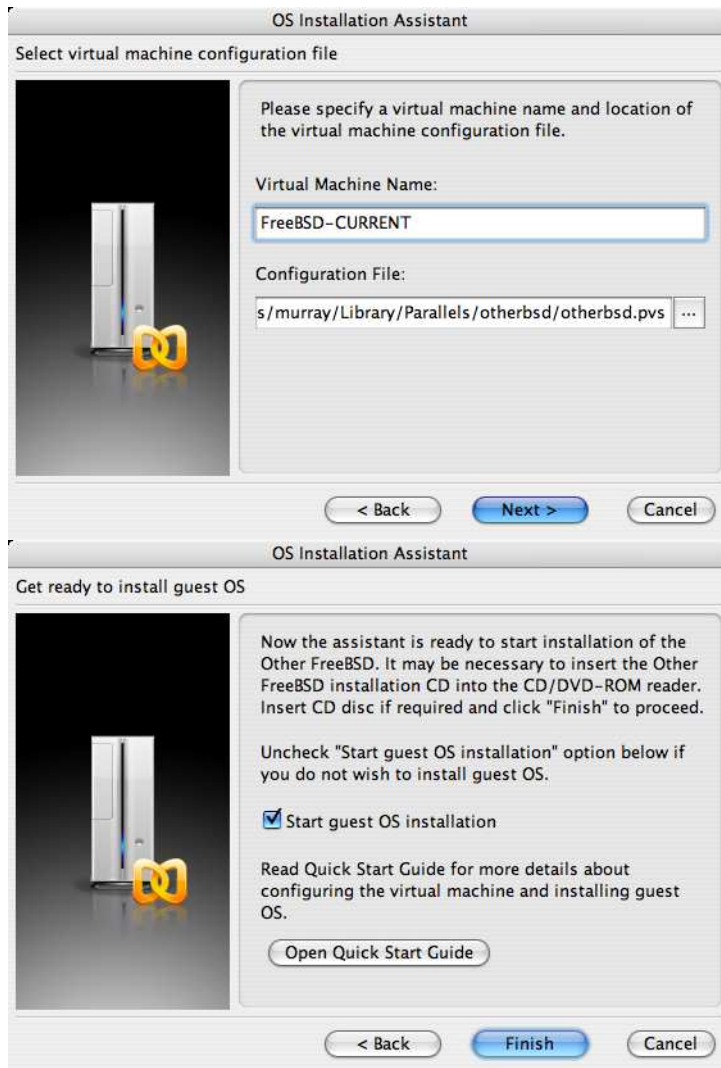 OS Installation Assistant
Select virtual machine configuration file
Please specify a virtual machine name and location of
the virtual machine configuration file.
Virtual Machine Name:
FreeBSD-CURRENT
Configuration File:
s/murray/Library/Parallels/otherbsd/otherbsd.pvs ...
< Back Next > Cancel
OS Installation Assistant
Get ready to install guest OS
Now the assistant is ready to start installation of the
Other FreeBSD. It may be necessary to insert the Other
FreeBSD installation CD into the CD/DVD-ROM reader.
Insert CD disc if required and click "Finish" to proceed.
Uncheck "Start guest OS installation" option below if
you do not wish to install guest OS.
Start guest OS installation
Read Quick Start Guide for more details about
configuring the virtual machine and installing guest
OS.
Open Quick Start Guide
< Back Finish Cancel